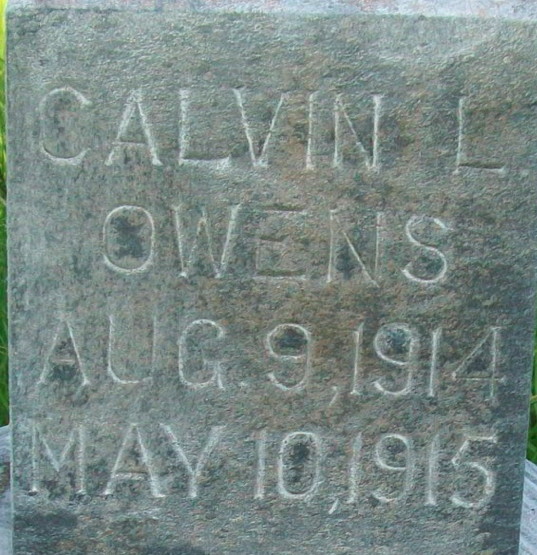 CALVIN L.
OWENS
AUG. 9, 1914
MAY 10, 1915